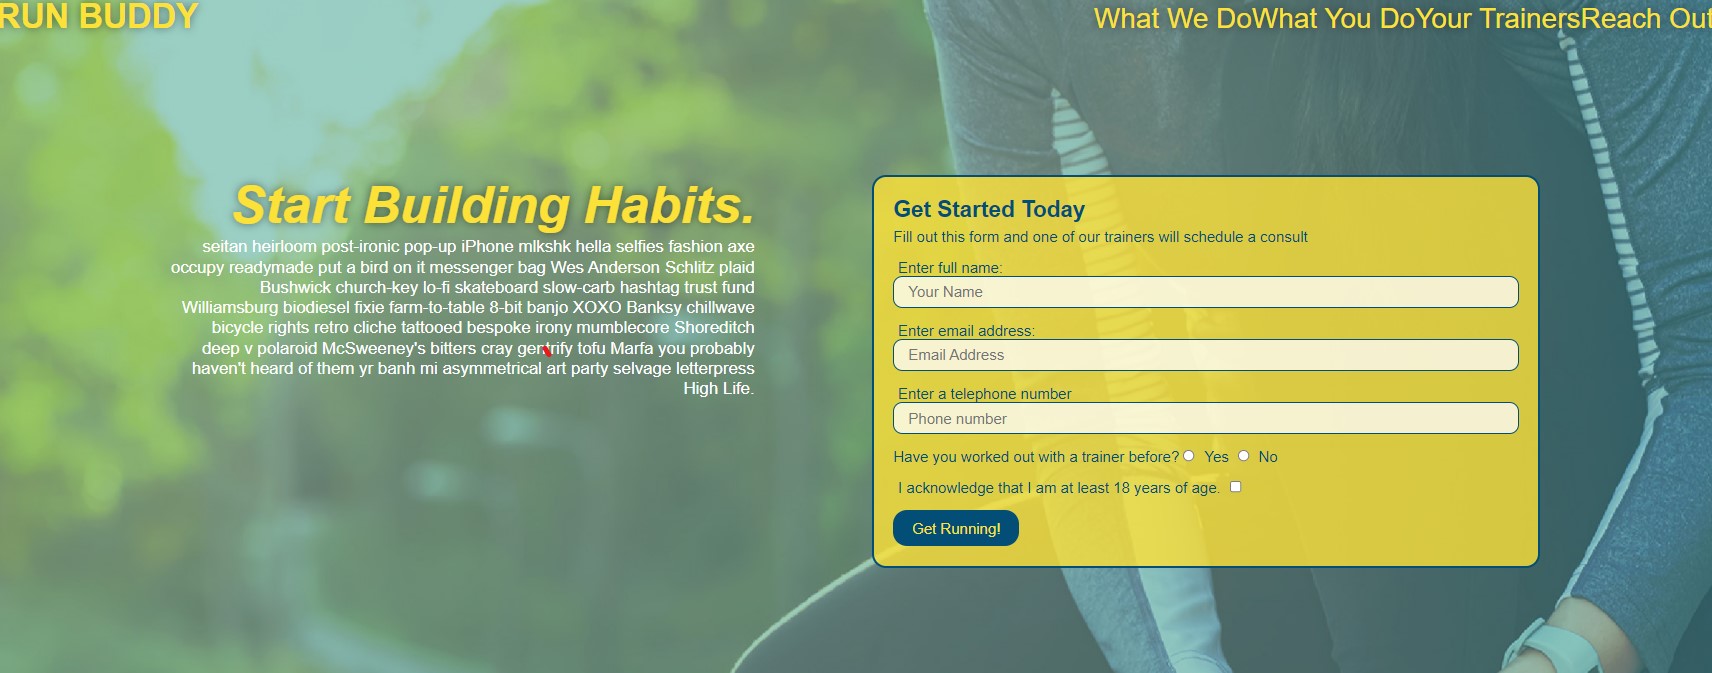 RUN BUDDY
What We DoWhat You DoYour TrainersReach Out
Start Building Habits.
seitan heirloom post-ironic pop-up iPhone mlkshk hella selfies fashion axe
occupy readymade put a bird on it messenger bag Wes Anderson Schlitz plaid
Bushwick church-key lo-fi skateboard slow-carb hashtag trust fund
Williamsburg biodiesel fixie farm-to-table 8-bit banjo XOXO Banksy chillwave
bicycle rights retro cliche tattooed bespoke irony mumblecore Shoreditch
deep v polaroid McSweeney's bitters cray gentrify tofu Marfa you probably
haven't heard of them yr banh mi asymmetrical art party selvage letterpress
High Life.
Get Started Today
Fill out this form and one of our trainers will schedule a consult
Enter full name:
Your Name
Enter email address:
Email Address
Enter a telephone number
Phone number
Have you worked out with a trainer before? Yes No
I acknowledge that I am at least 18 years of age.
Get Running!